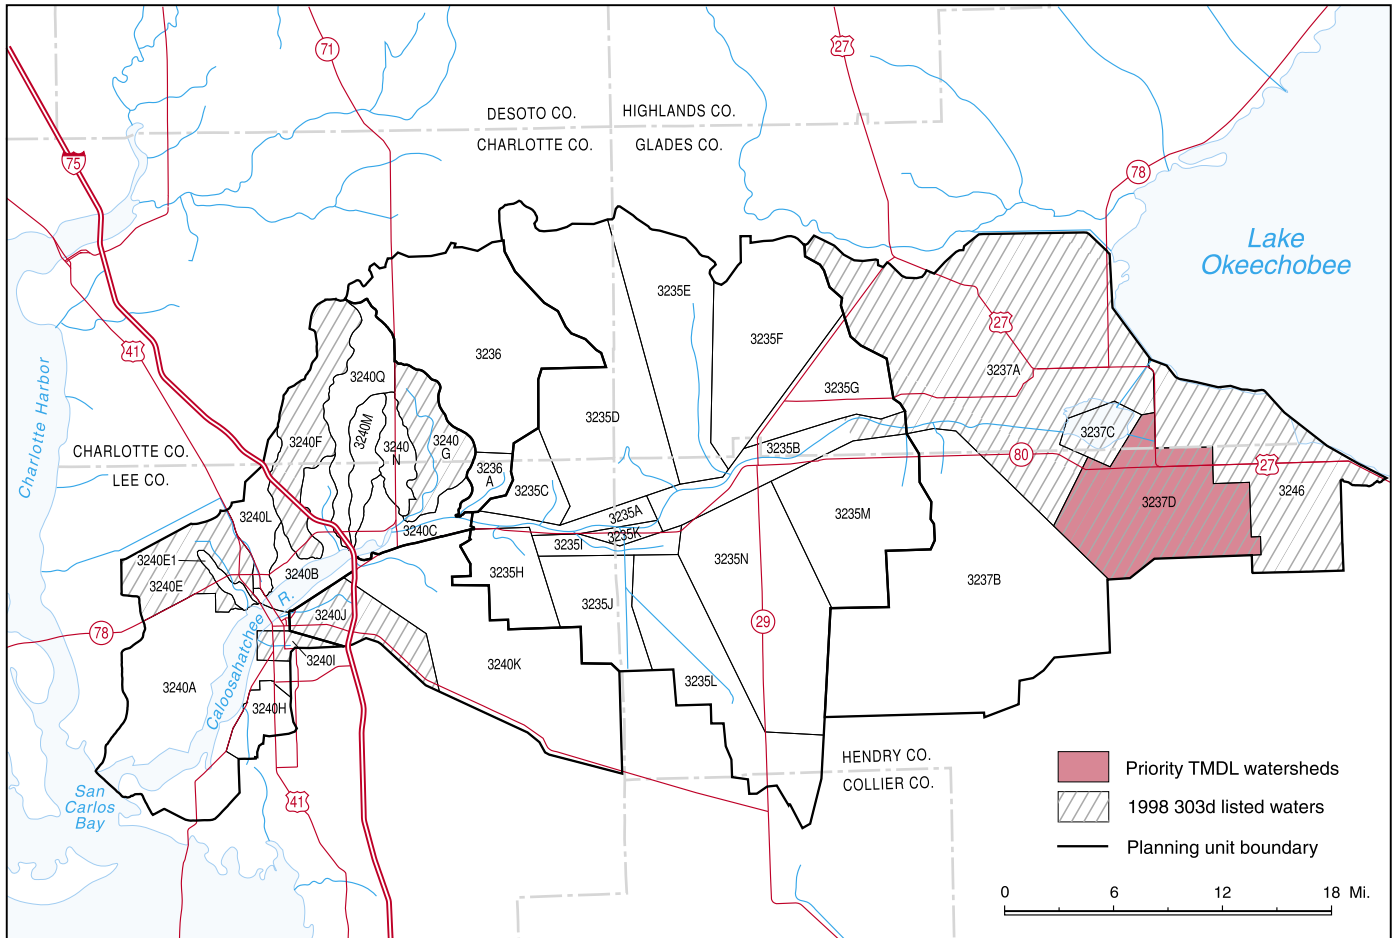 71
27
DESOTO CO.
HIGHLANDS CO.
CHARLOTTE CO.
GLADES CO.
75
78
Lake
Okeechobee
3235E
27
3235F
41
3236
3240Q
3237A
3235G
Charlotte Harbor
3235D
3240M
3237C
3240F
3240
N
3240
G
3235B
CHARLOTTE CO.
80
27
3236
A
LEE CO.
3235C
3246
3237D
3240L
3235A
3235M
3240C
3235K
3235I
3240E1
3235N
3240B
3235H
3240E
3237B
R.
3235J
3240J
29
78
Caloosahatchee
3240I
3240K
3240A
3235L
3240H
HENDRY CO.
COLLIER CO.
Priority TMDL watersheds
San
Carlos
Bay
41
1998 303d listed waters
Planning unit boundary
0 6 12 18 Mi.